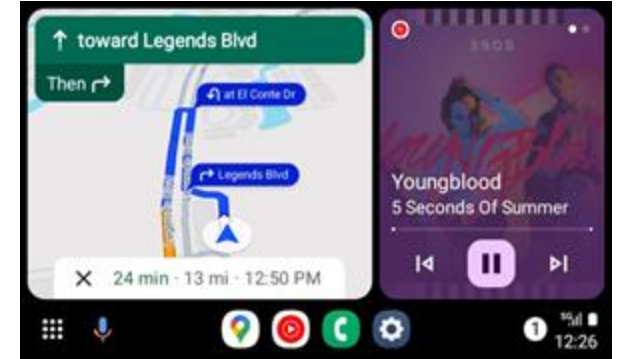 toward Legends Blvd
Then
at El Conte Dr
Legends Blvd
24 min · 13 mi · 12:50 PM
5SOS
YOUNGBLOOD
Youngblood
5 Seconds Of Summer
1
5G
12:26